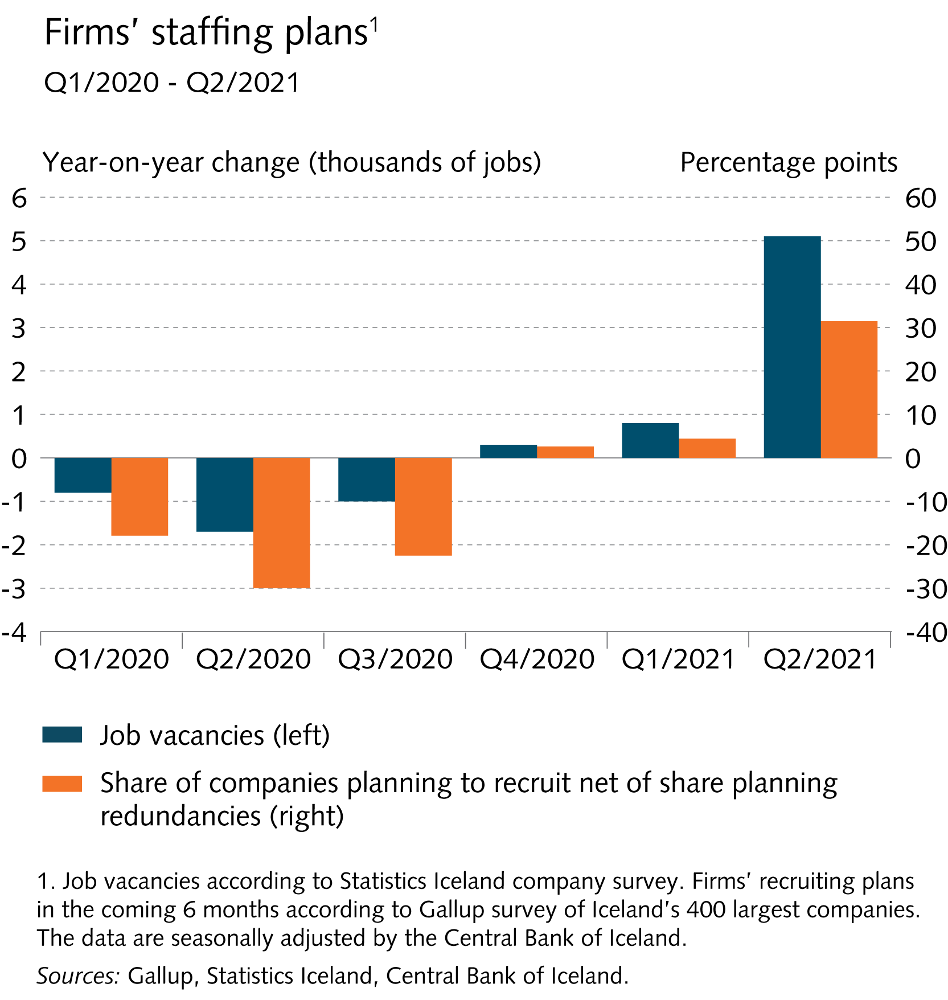 Firms’ staffing plans1
Q1/2020 - Q2/2021
Year-on-year change (thousands of jobs) Percentage points
6 60
5 50
4 40
3 30
2 20
1 10
0 0
-1 -10
-2 -20
-3 -30
-4 -40
Q1/2020 Q2/2020 Q3/2020 Q4/2020 Q1/2021 Q2/2021
Job vacancies (left)
Share of companies planning to recruit net of share planning
redundancies (right)
1. Job vacancies according to Statistics Iceland company survey. Firms’ recruiting plans
in the coming 6 months according to Gallup survey of Iceland’s 400 largest companies.
The data are seasonally adjusted by the Central Bank of Iceland.
Sources: Gallup, Statistics Iceland, Central Bank of Iceland.